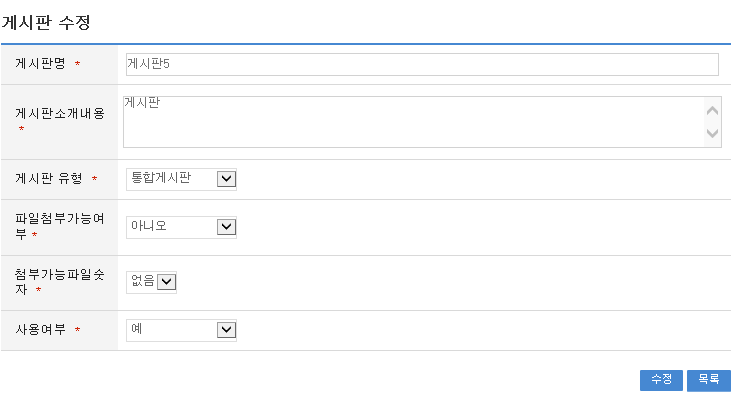 게시판 수정
게시판명 *
게시판5
게시판소개내용
*
게시판
게시판 유형 *
통합게시판
파일첨부가능여
부 *
아니오
첨부가능파일숫
자 *
없음
사용여부 *
예
수정 목록